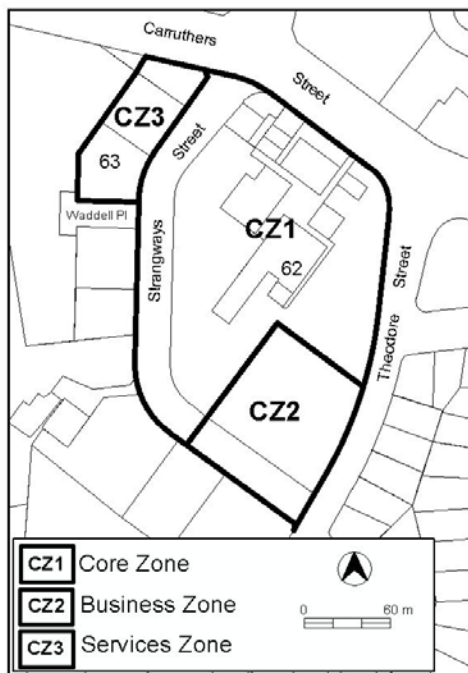 Carruthers
Street
CZ3
Street
63
Waddell Pl
CZ1
62
Strangways
Street
Theodore
CZ2
CZ1 Core Zone
CZ2 Business Zone
CZ3 Services Zone
0 60 m